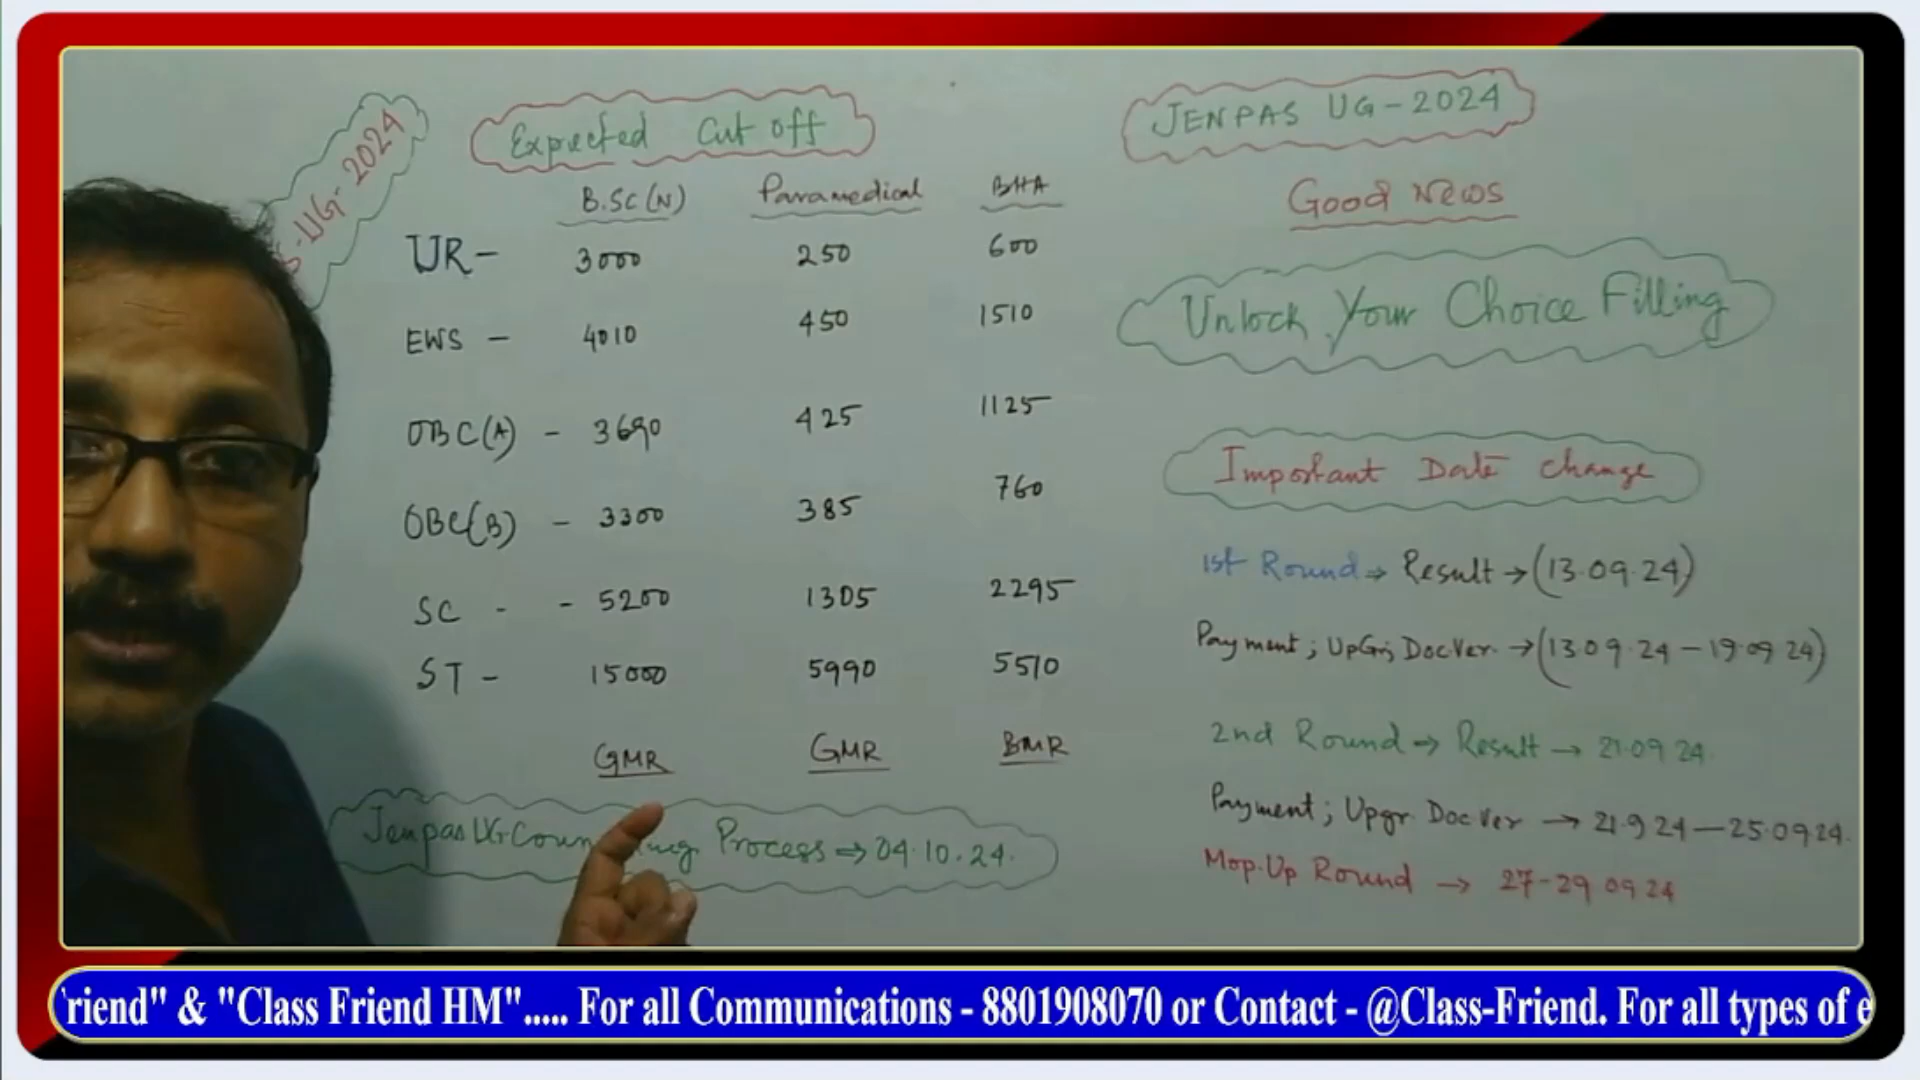 S-UG-2024
Expected Cut off
B.SC(N) Paramedical BHA
UR - 3000 250 600
EWS - 4010 450 1510
OBC(A) - 3690 425 1125
OBC(B) - 3300 385 760
SC - - 5200 1305 2295
ST - 15000 5990 5510
GMR GMR BMR
Jenpas UG Coun ing Process ⇒ 04.10.24.
JENPAS UG-2024
Good News
Unlock Your Choice Filling
Important Date change
1st Round ⇒ Result → (13.09.24)
Payment; UpGr; DocVer. → (13.09.24 - 19.09.24)
2nd Round ⇒ Result → 21.09.24
Payment; Upgr. Doc Ver → 21.9.24 - 25.09.24.
Mop-Up Round → 27-29.09.24
riend" & "Class Friend HM"..... For all Communications - 8801908070 or Contact - @Class-Friend. For all types of e